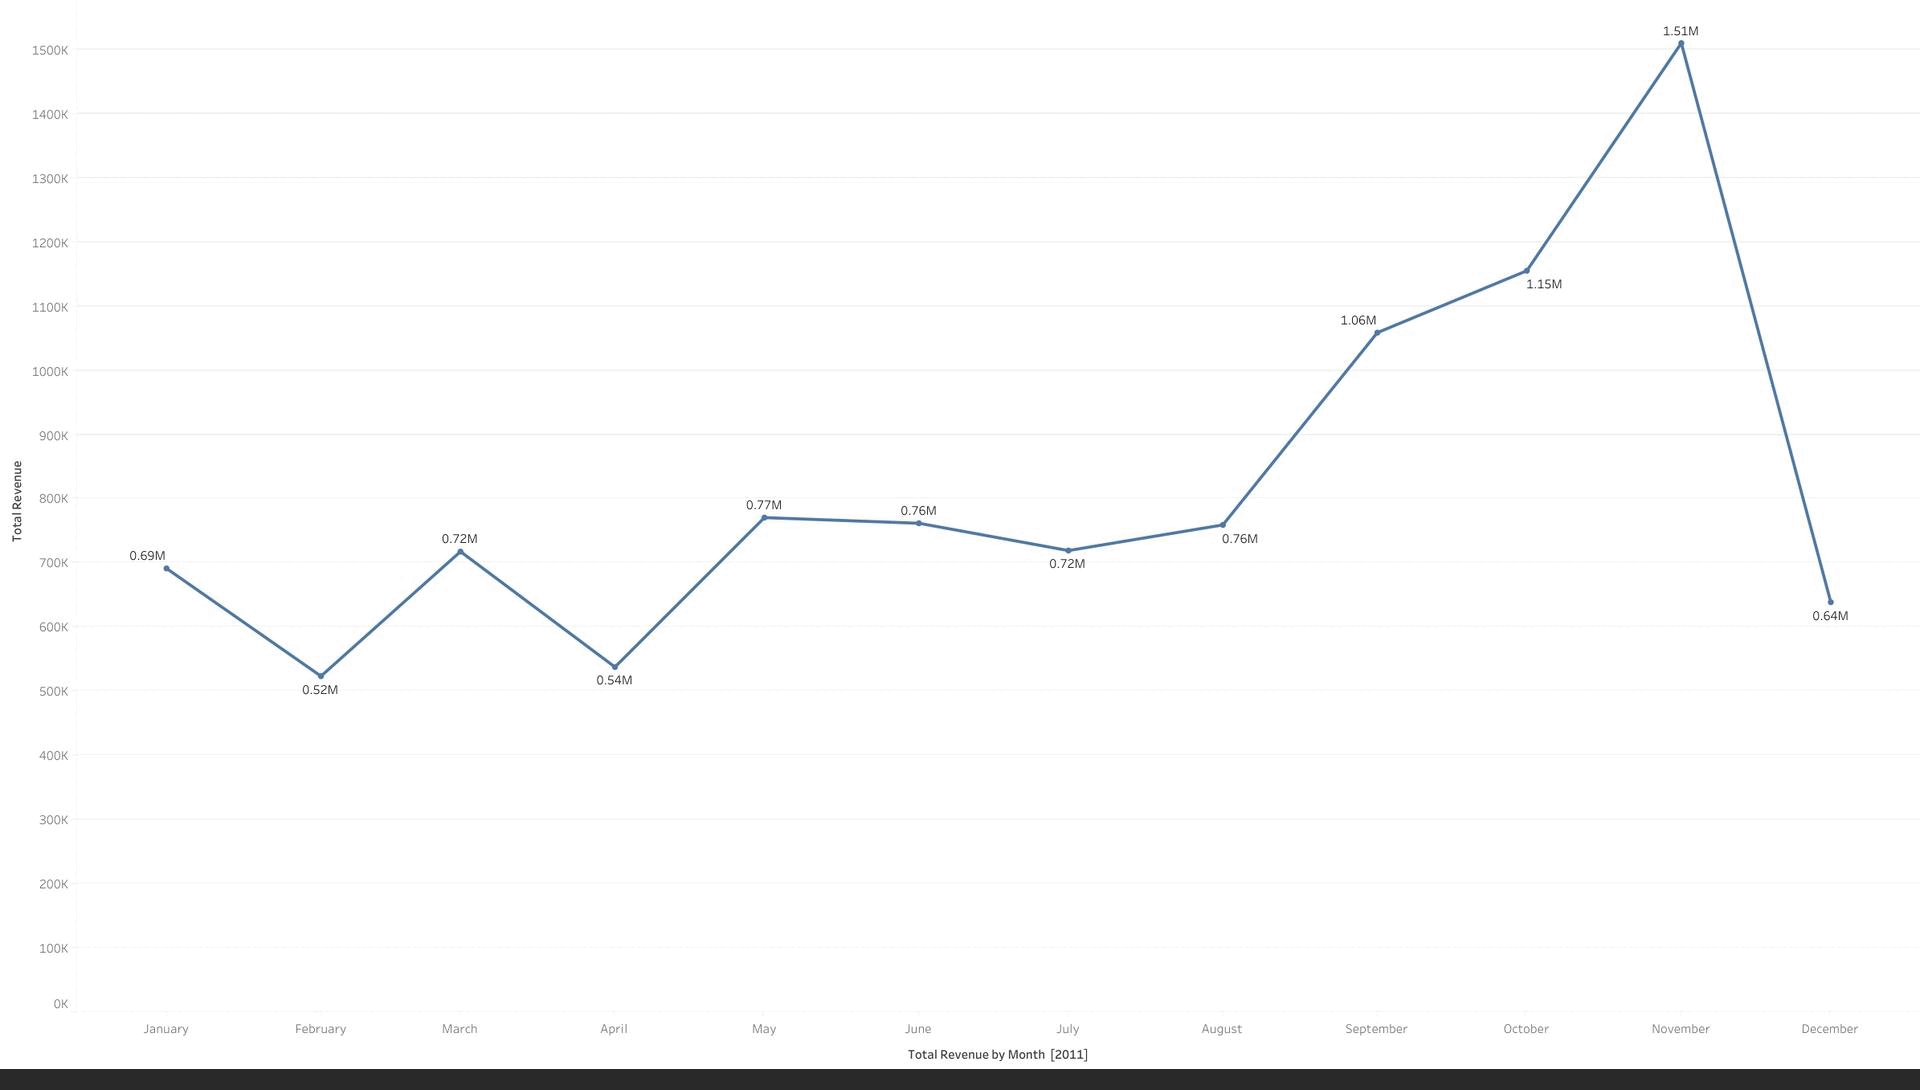 1.51M
1500K
1400K
1300K
1200K
1.15M
1100K
1.06M
1000K
900K
800K
0.77M
0.76M
0.76M
0.72M
0.72M
0.69M
700K
0.64M
600K
0.54M
0.52M
500K
400K
300K
200K
100K
0K
Total Revenue
January February March April May June July August September October November December
Total Revenue by Month [2011]